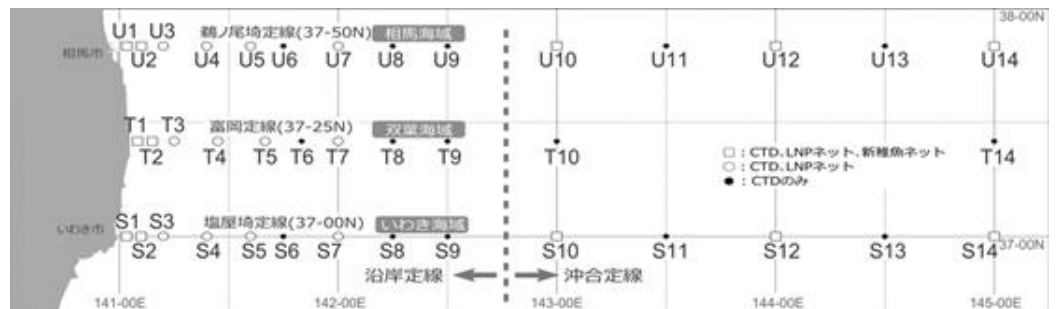 38-00N
U1 U3 鵜ノ尾埼定線(37-50N) 相馬海域
相馬市
U2 U4 U5 U6 U7 U8 U9 U10 U11 U12 U13 U14
T1 T3 富岡定線(37-25N) 双葉海域
T2 T4 T5 T6 T7 T8 T9 T10 T14
□：CTD、LNPネット、新稚魚ネット
○：CTD、LNPネット
●：CTDのみ
S1 S3 塩屋埼定線(37-00N) いわき海域
いわき市
S2 S4 S5 S6 S7 S8 S9 S10 S11 S12 S13 S14 37-00N
沿岸定線 沖合定線
141-00E 142-00E 143-00E 144-00E 145-00E